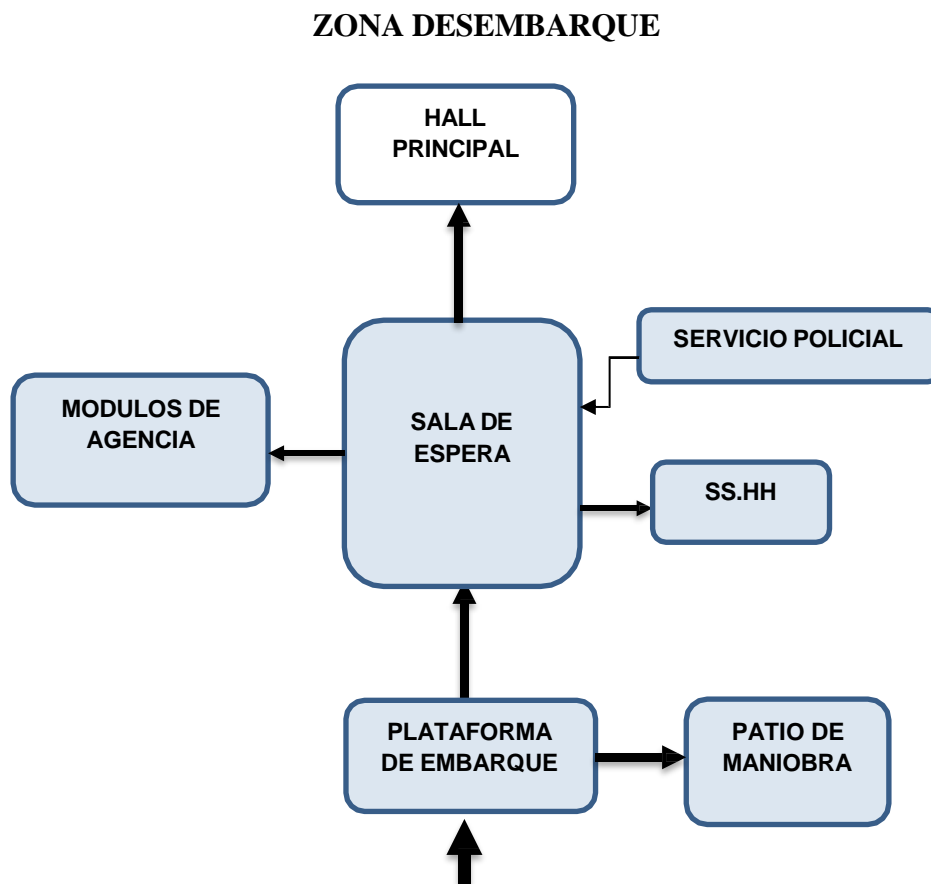 ZONA DESEMBARQUE
HALL
PRINCIPAL
SERVICIO POLICIAL
MODULOS DE
AGENCIA
SALA DE
ESPERA
SS.HH
PLATAFORMA
DE EMBARQUE
PATIO DE
MANIOBRA